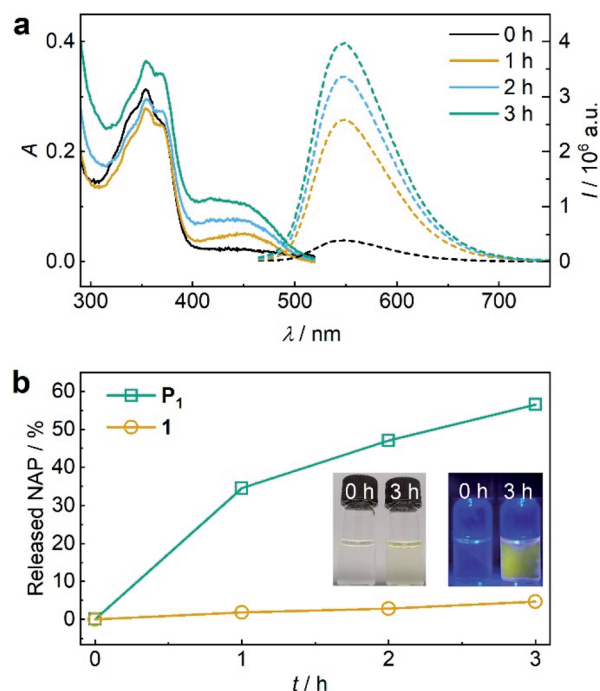 a
0.4
0.2
0.0
A
0 h
1 h
2 h
3 h
4
3
2
1
0
I / 10⁶ a.u.
300
400
500
600
700
λ / nm
b
60
50
40
30
20
10
0
Released NAP / %
P₁
1
0 h 3 h
0 h 3 h
0
1
2
3
t / h